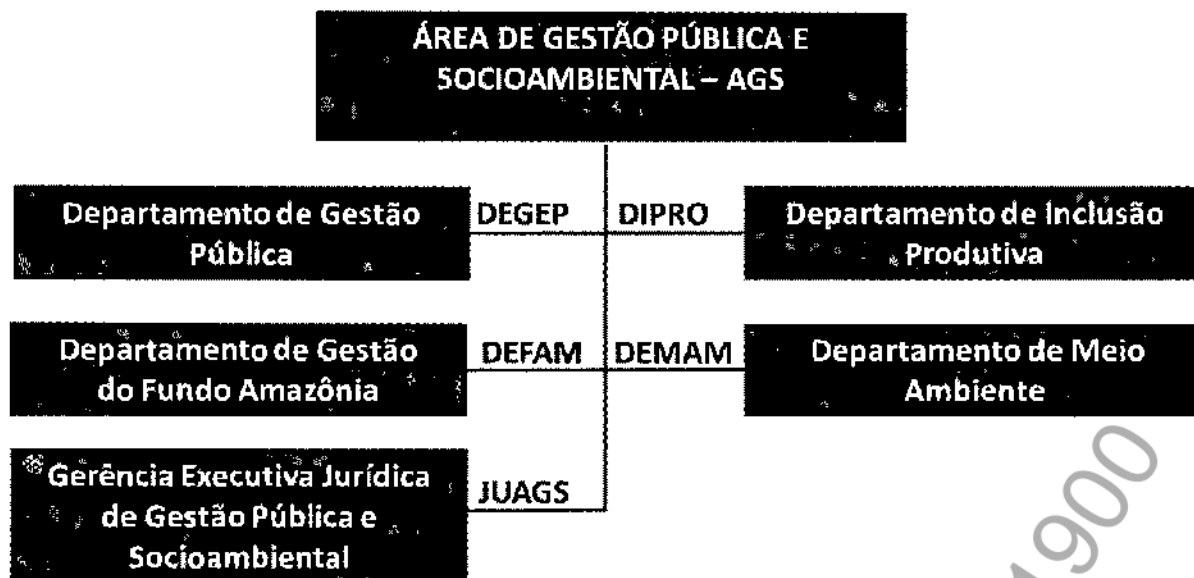 ÁREA DE GESTÃO PÚBLICA E
SOCIOAMBIENTAL – AGS
Departamento de Gestão
Pública
DEGEP
DIPRO
Departamento de Inclusão
Produtiva
Departamento de Gestão
do Fundo Amazônia
DEFAM
DEMAM
Departamento de Meio
Ambiente
Gerência Executiva Jurídica
de Gestão Pública e
Socioambiental
JUAGS
1900